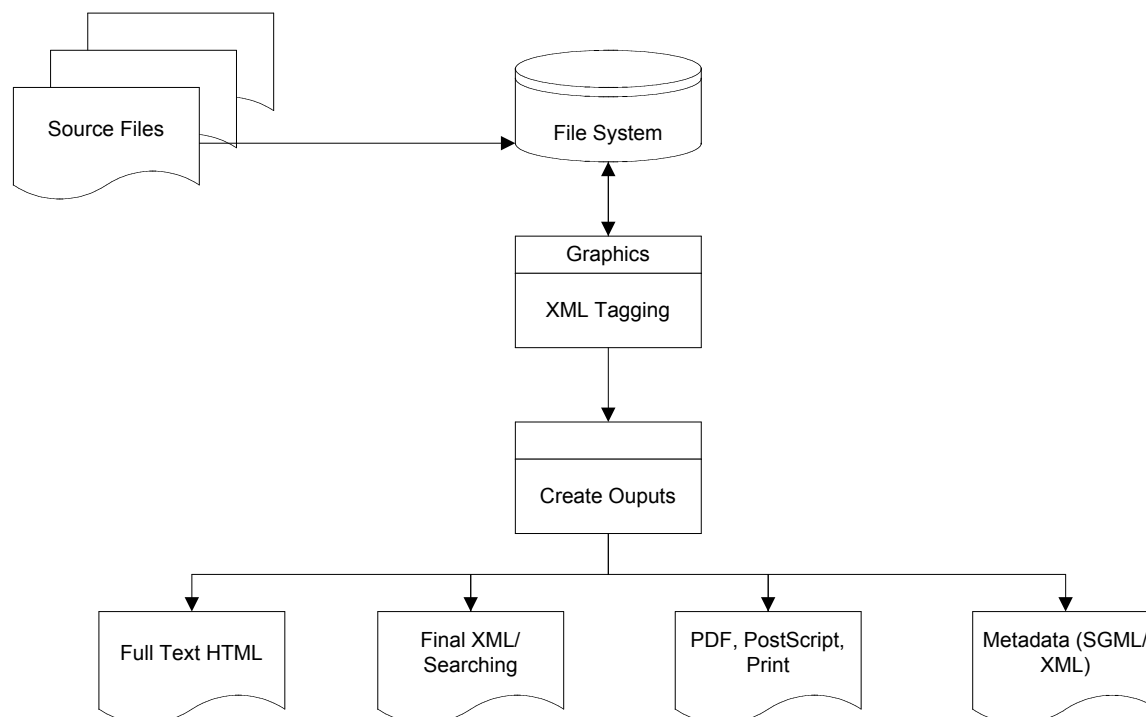 Source Files
File System
Graphics
XML Tagging
Create Ouputs
Full Text HTML
Final XML/
Searching
PDF, PostScript,
Print
Metadata (SGML/
XML)